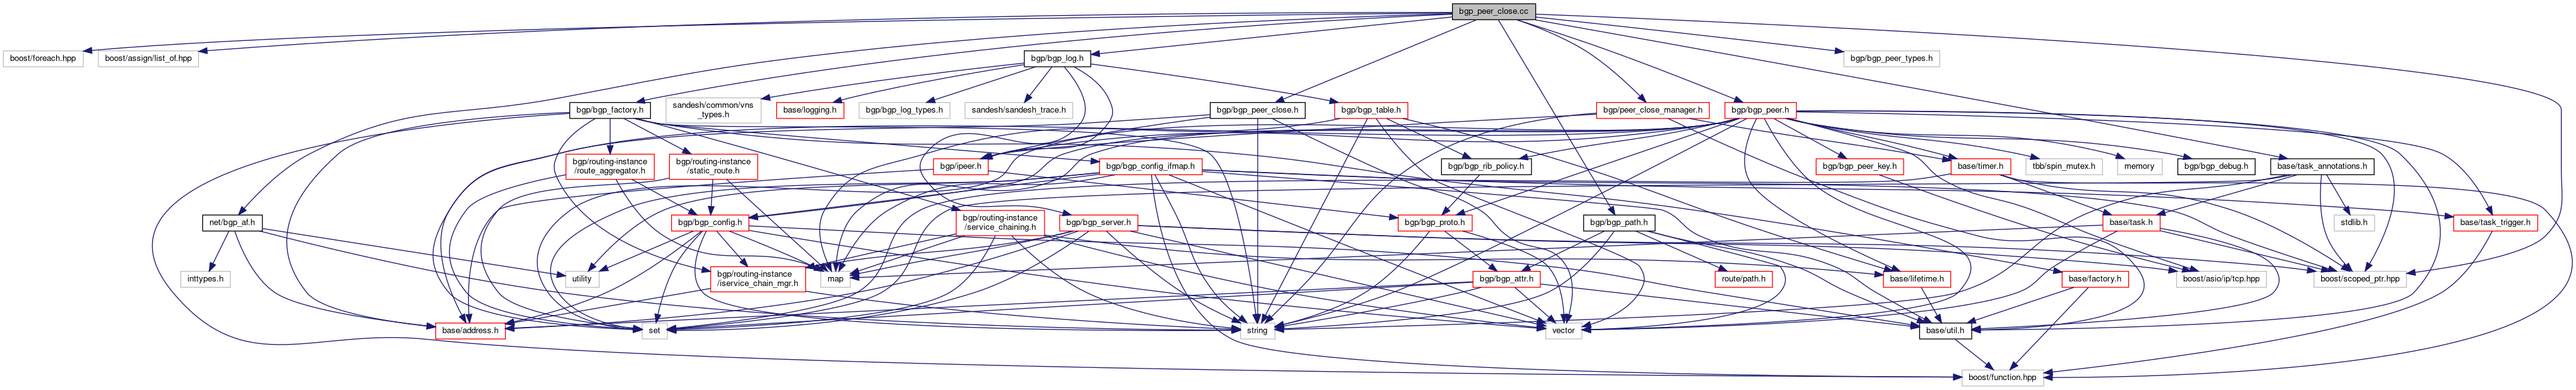 bgp_peer_close.cc
boost/foreach.hpp
boost/assign/list_of.hpp
bgp/bgp_log.h
bgp/bgp_peer_types.h
bgp/bgp_factory.h
sandesh/common/vns
_types.h
base/logging.h
bgp/bgp_log_types.h
sandesh/sandesh_trace.h
bgp/bgp_peer_close.h
bgp/bgp_table.h
bgp/peer_close_manager.h
bgp/bgp_peer.h
bgp/routing-instance
/route_aggregator.h
bgp/routing-instance
/static_route.h
bgp/ipeer.h
bgp/bgp_config_ifmap.h
bgp/bgp_rib_policy.h
bgp/bgp_peer_key.h
base/timer.h
tbb/spin_mutex.h
memory
bgp/bgp_debug.h
base/task_annotations.h
net/bgp_af.h
bgp/bgp_config.h
bgp/routing-instance
/service_chaining.h
bgp/bgp_server.h
bgp/bgp_proto.h
bgp/bgp_path.h
base/task.h
stdlib.h
base/task_trigger.h
inttypes.h
utility
bgp/routing-instance
/iservice_chain_mgr.h
map
bgp/bgp_attr.h
route/path.h
base/lifetime.h
base/factory.h
boost/asio/ip/tcp.hpp
boost/scoped_ptr.hpp
base/address.h
set
string
vector
base/util.h
boost/function.hpp